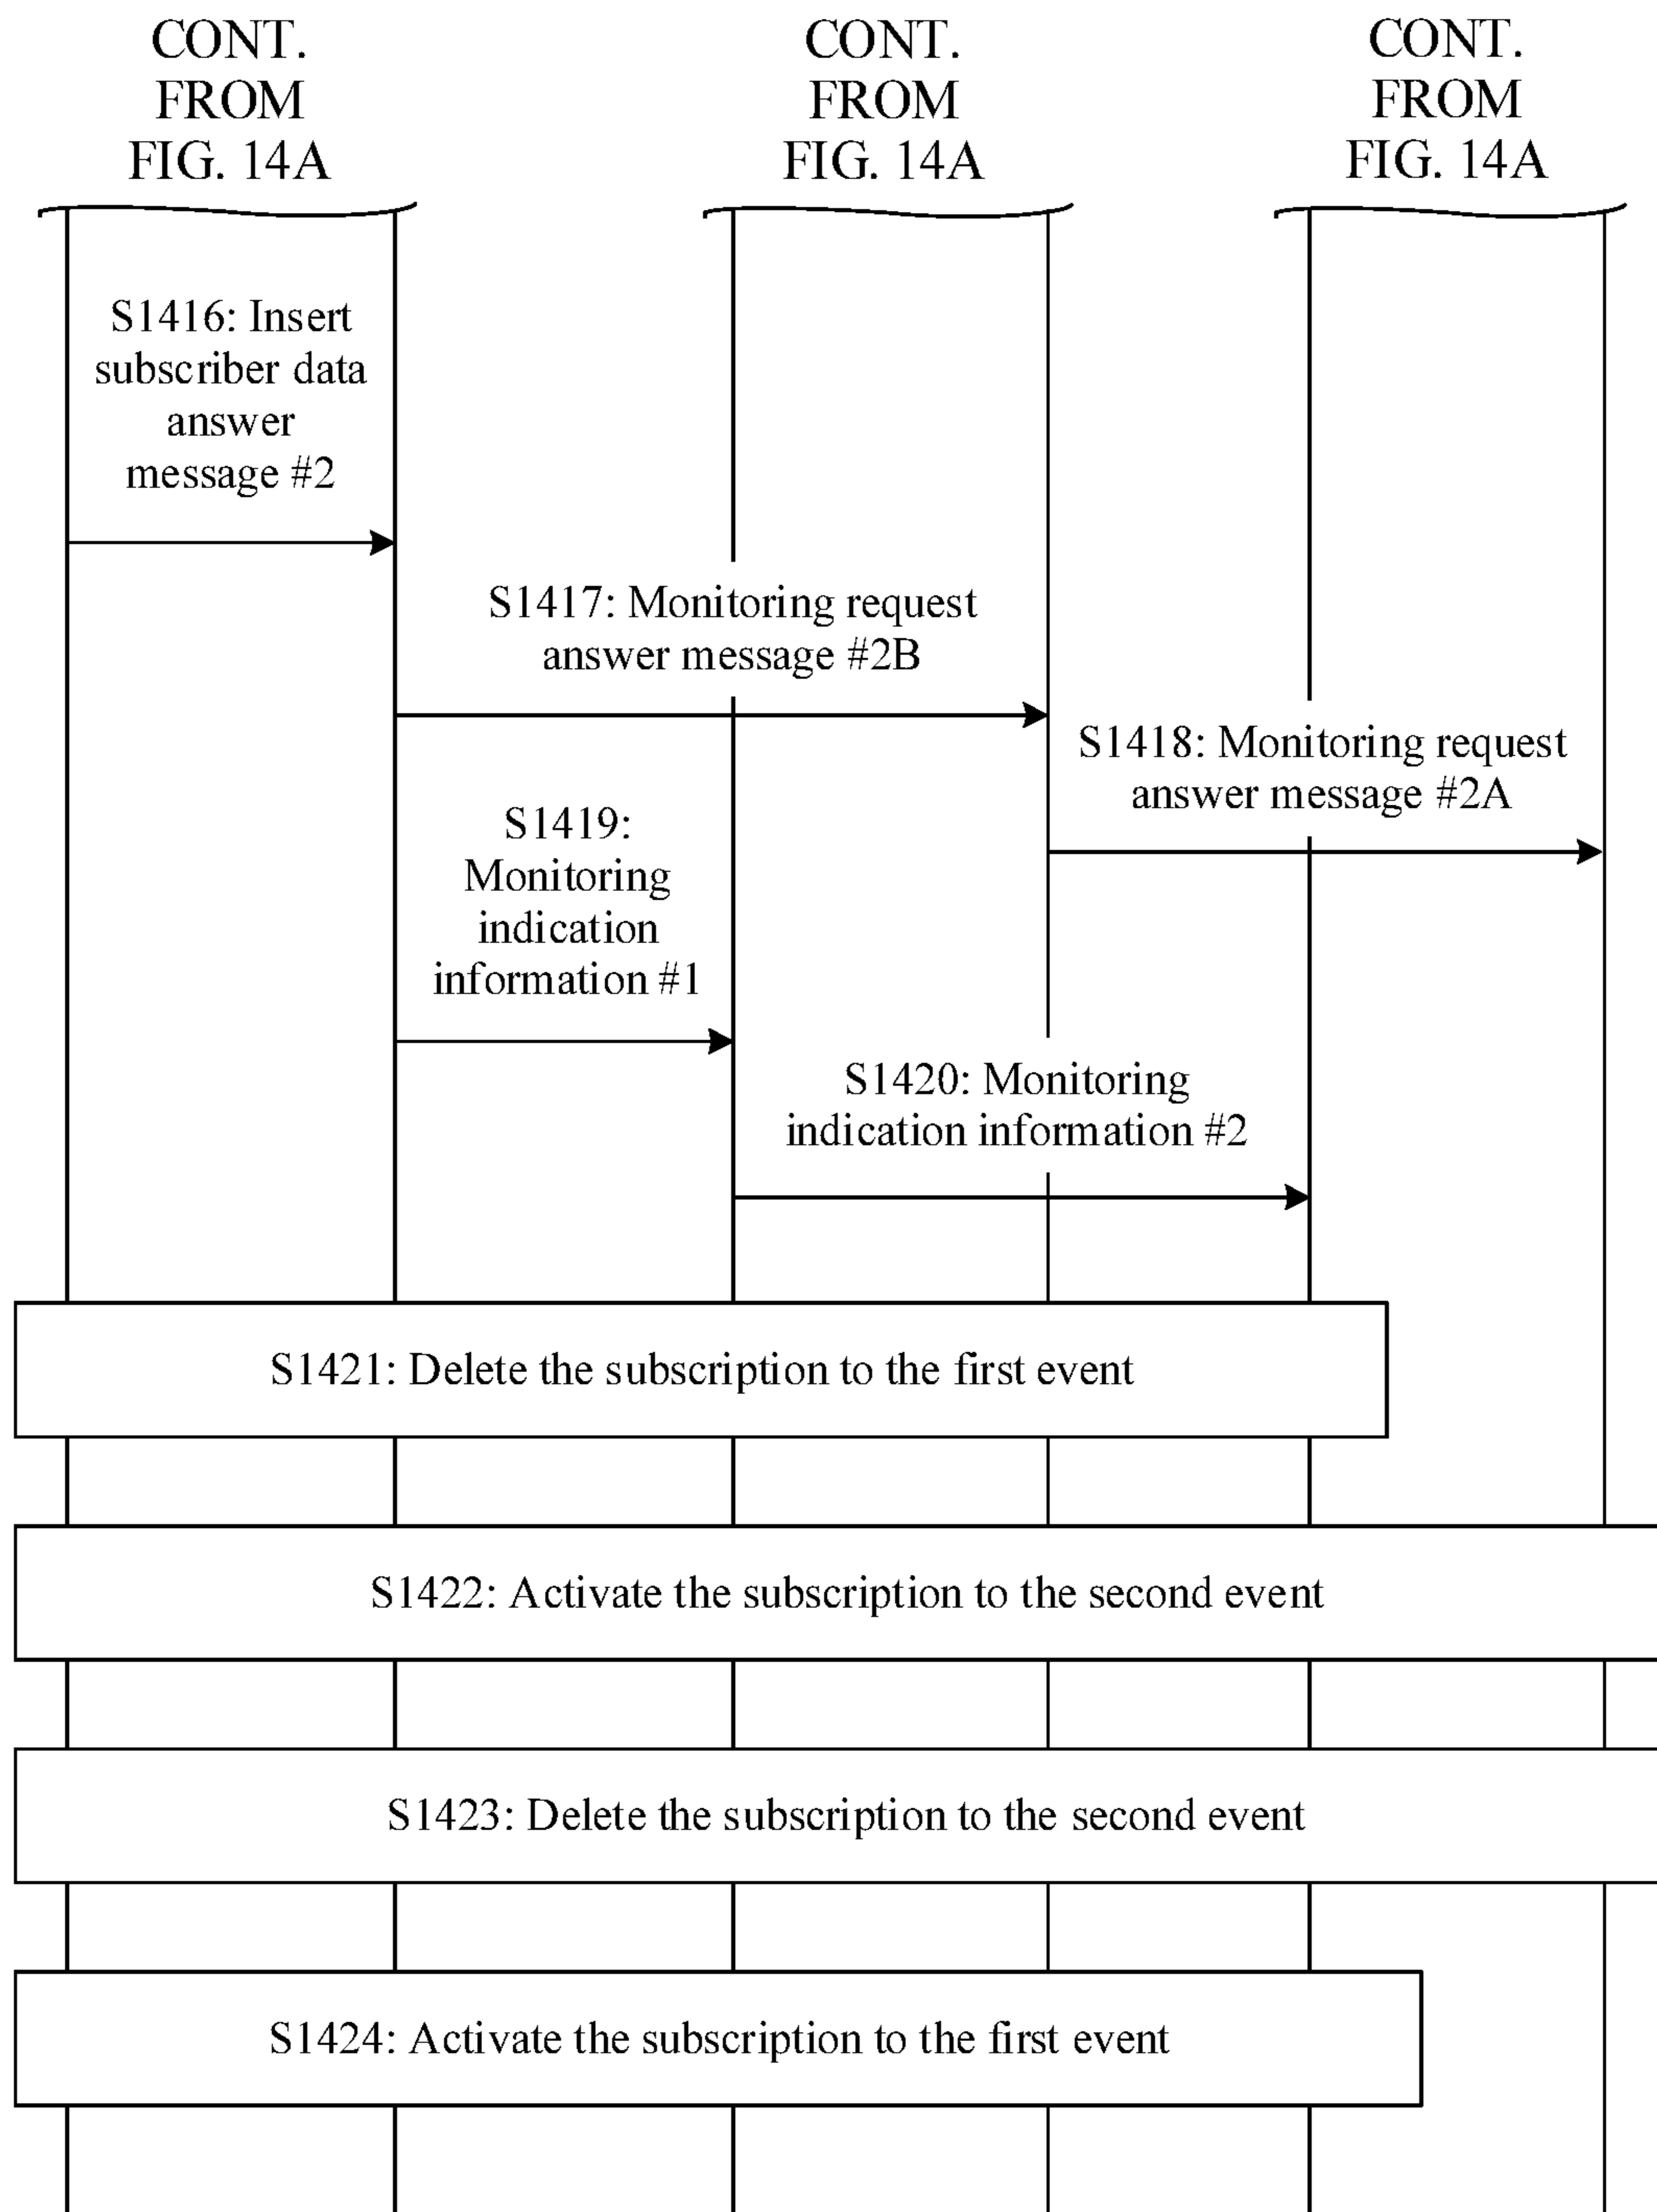 CONT.
FROM
FIG. 14A
CONT.
FROM
FIG. 14A
CONT.
FROM
FIG. 14A
S1416: Insert
subscriber data
answer
message #2
S1417: Monitoring request
answer message #2B
S1418: Monitoring request
answer message #2A
S1419:
Monitoring
indication
information #1
S1420: Monitoring
indication information #2
S1421: Delete the subscription to the first event
S1422: Activate the subscription to the second event
S1423: Delete the subscription to the second event
S1424: Activate the subscription to the first event